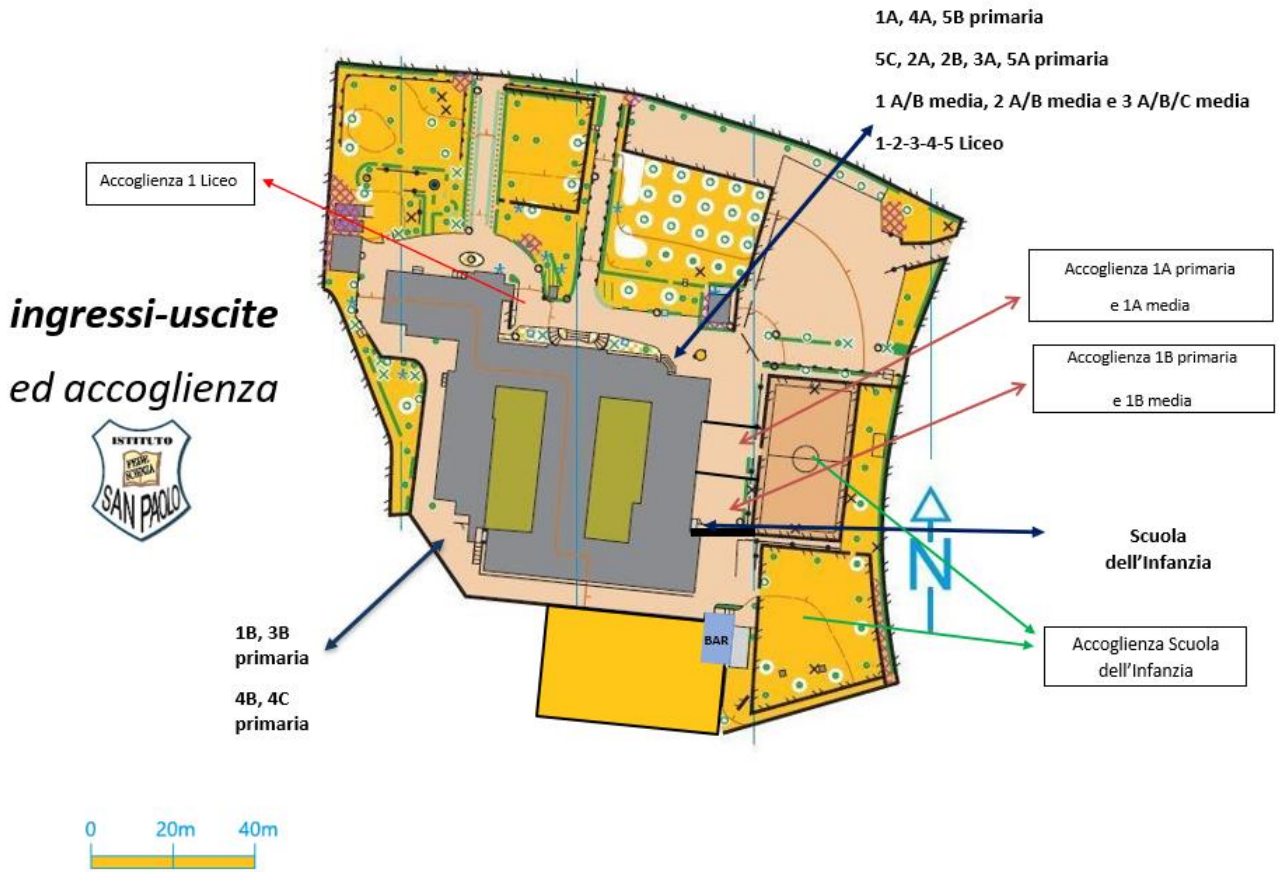 1A, 4A, 5B primaria
5C, 2A, 2B, 3A, 5A primaria
1 A/B media, 2 A/B media e 3 A/B/C media
1-2-3-4-5 Liceo
Accoglienza 1 Liceo
Accoglienza 1A primaria
e 1A media
ingressi-uscite
ed accoglienza
Accoglienza 1B primaria
e 1B media
ISTITUTO
FEDE
SCIENZA
SAN PAOLO
Scuola
dell'Infanzia
N
1B, 3B
primaria
4B, 4C
primaria
BAR
Accoglienza Scuola
dell'Infanzia
0 20m 40m